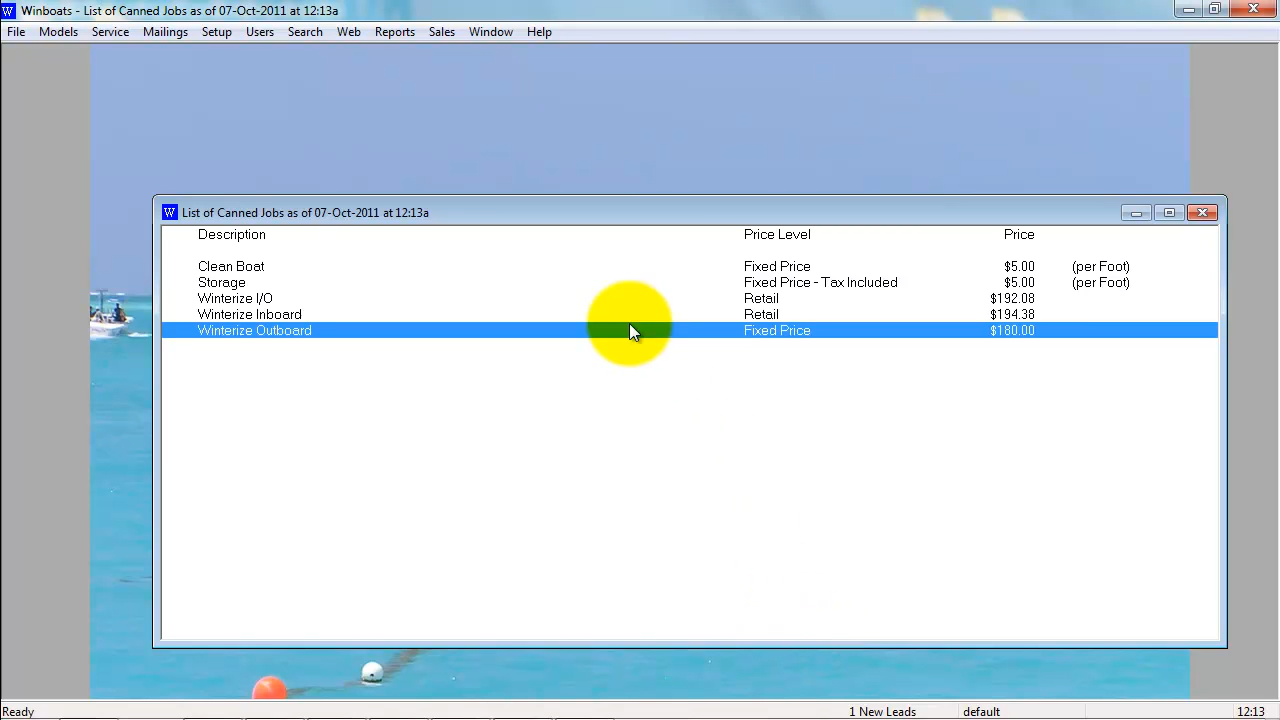 W Winboats - List of Canned Jobs as of 07-Oct-2011 at 12:13a
File Models Service Mailings Setup Users Search Web Reports Sales Window Help
W List of Canned Jobs as of 07-Oct-2011 at 12:13a
Description Price Level Price
Clean Boat Fixed Price $5.00 (per Foot)
Storage Fixed Price - Tax Included $5.00 (per Foot)
Winterize I/O Retail $192.08
Winterize Inboard Retail $194.38
Winterize Outboard Fixed Price $180.00
Ready 1 New Leads default 12:13